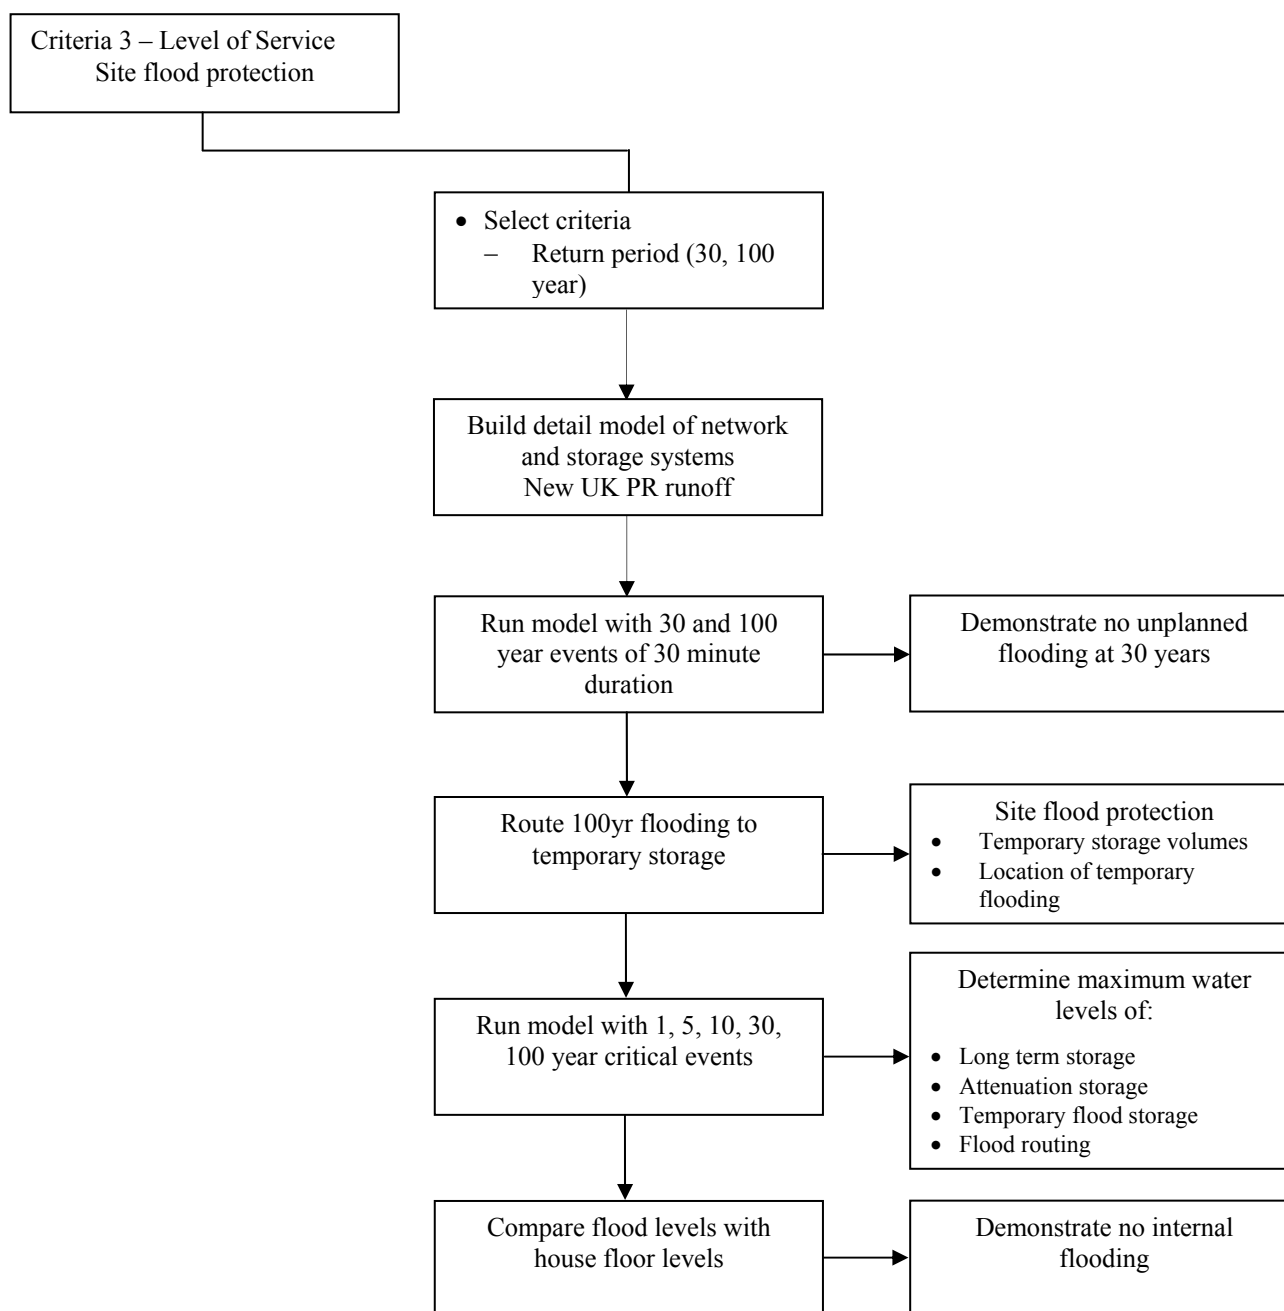 Criteria 3 – Level of Service
Site flood protection
• Select criteria
– Return period (30, 100
year)
Build detail model of network
and storage systems
New UK PR runoff
Run model with 30 and 100
year events of 30 minute
duration
Demonstrate no unplanned
flooding at 30 years
Route 100yr flooding to
temporary storage
Site flood protection
• Temporary storage volumes
• Location of temporary
flooding
Run model with 1, 5, 10, 30,
100 year critical events
Determine maximum water
levels of:
• Long term storage
• Attenuation storage
• Temporary flood storage
• Flood routing
Compare flood levels with
house floor levels
Demonstrate no internal
flooding